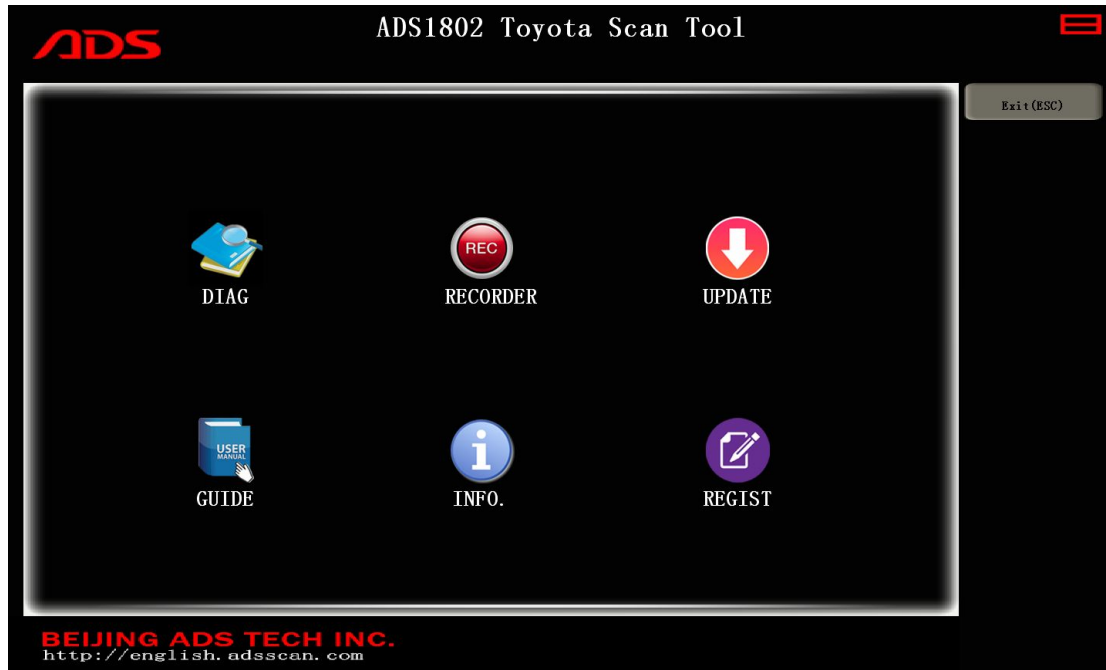 ADS
ADS1802 Toyota Scan Tool
Exit(ESC)
REC
DIAG
RECORDER
UPDATE
USER
MANUAL
GUIDE
INFO.
REGIST
BEIJING ADS TECH INC.
http://english.adsscan.com